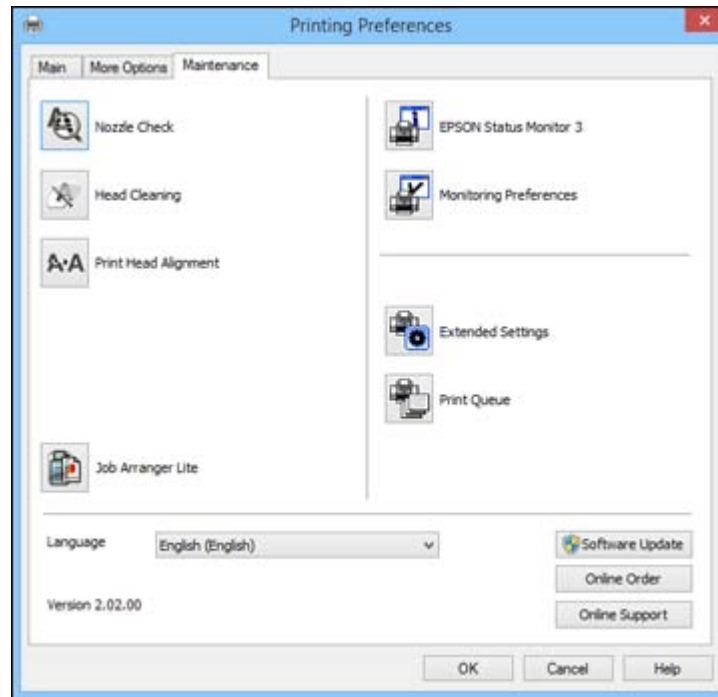 Printing Preferences
Main
More Options
Maintenance
Nozzle Check
Head Cleaning
A·A Print Head Alignment
Job Arranger Lite
EPSON Status Monitor 3
Monitoring Preferences
Extended Settings
Print Queue
Language
English (English)
Version 2.02.00
Software Update
Online Order
Online Support
OK
Cancel
Help